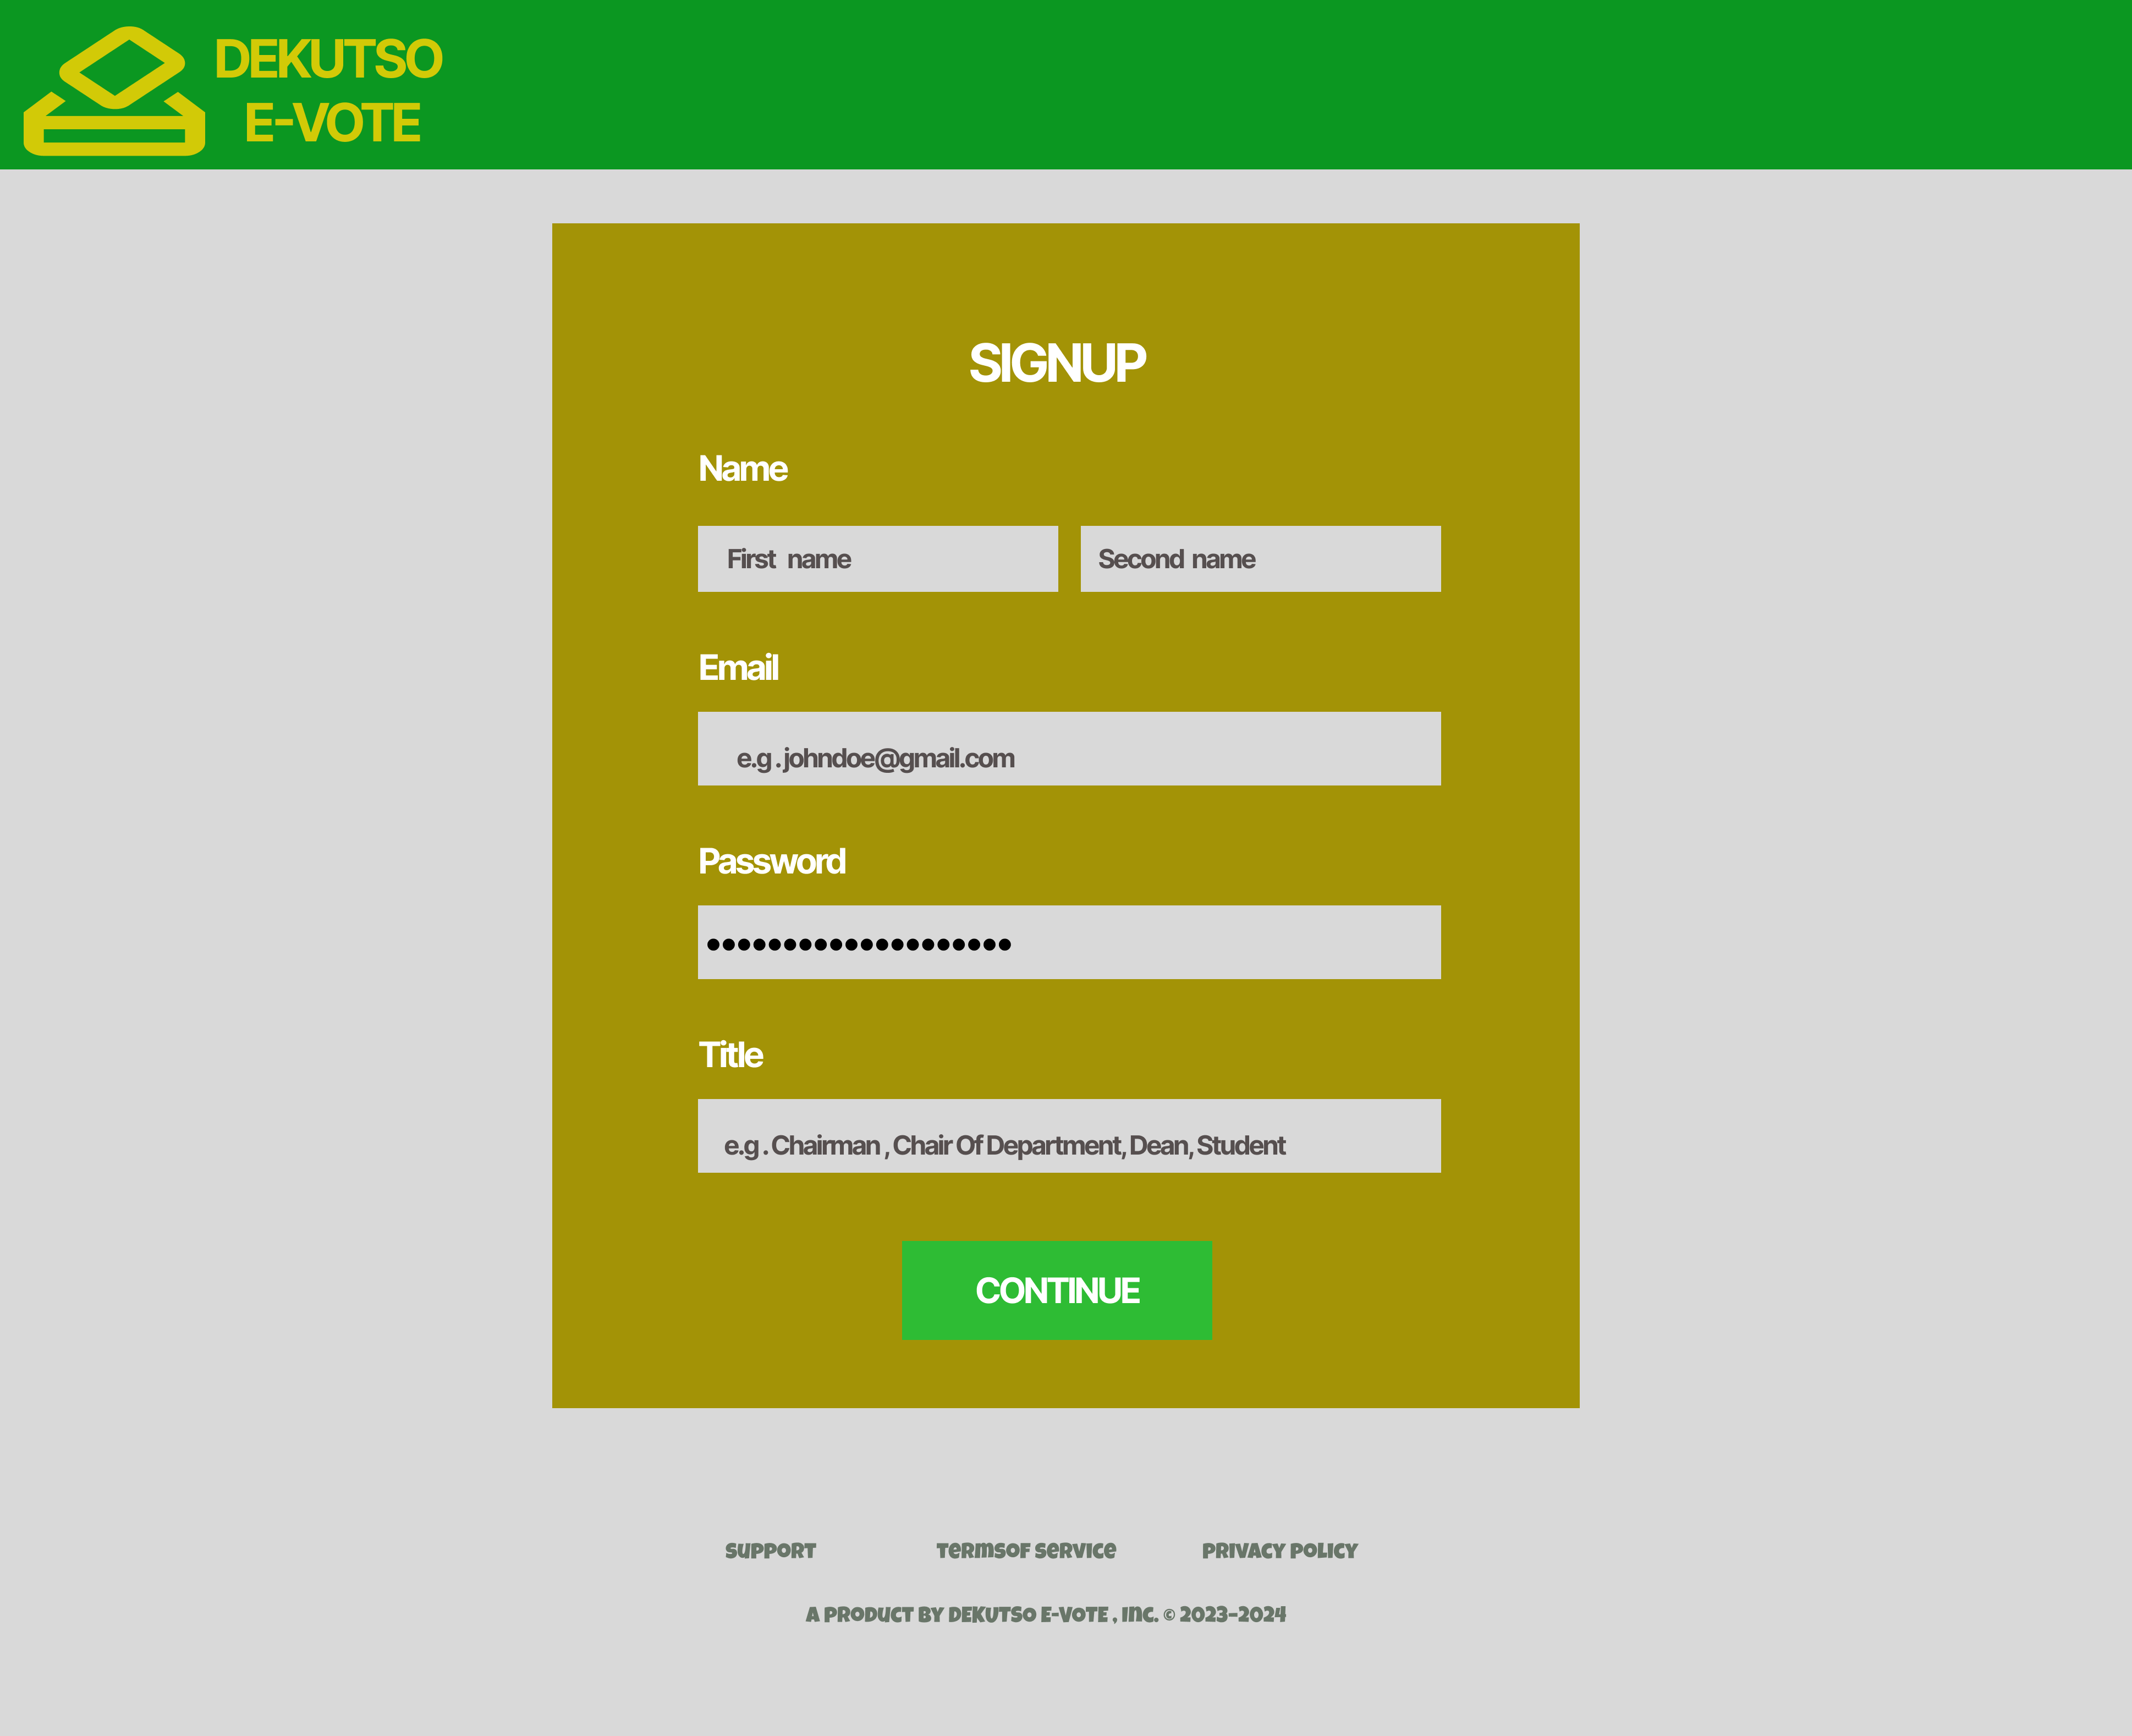 DEKUTSO
E-VOTE
SIGNUP
Name
First name
Second name
Email
e.g . johndoe@gmail.com
Password
••••••••••••••••••••
Title
e.g . Chairman , Chair Of Department, Dean, Student
CONTINUE
Support
Termsof service
Privacy policy
A product by DEKUTSO E-VOTE , Inc. © 2023-2024